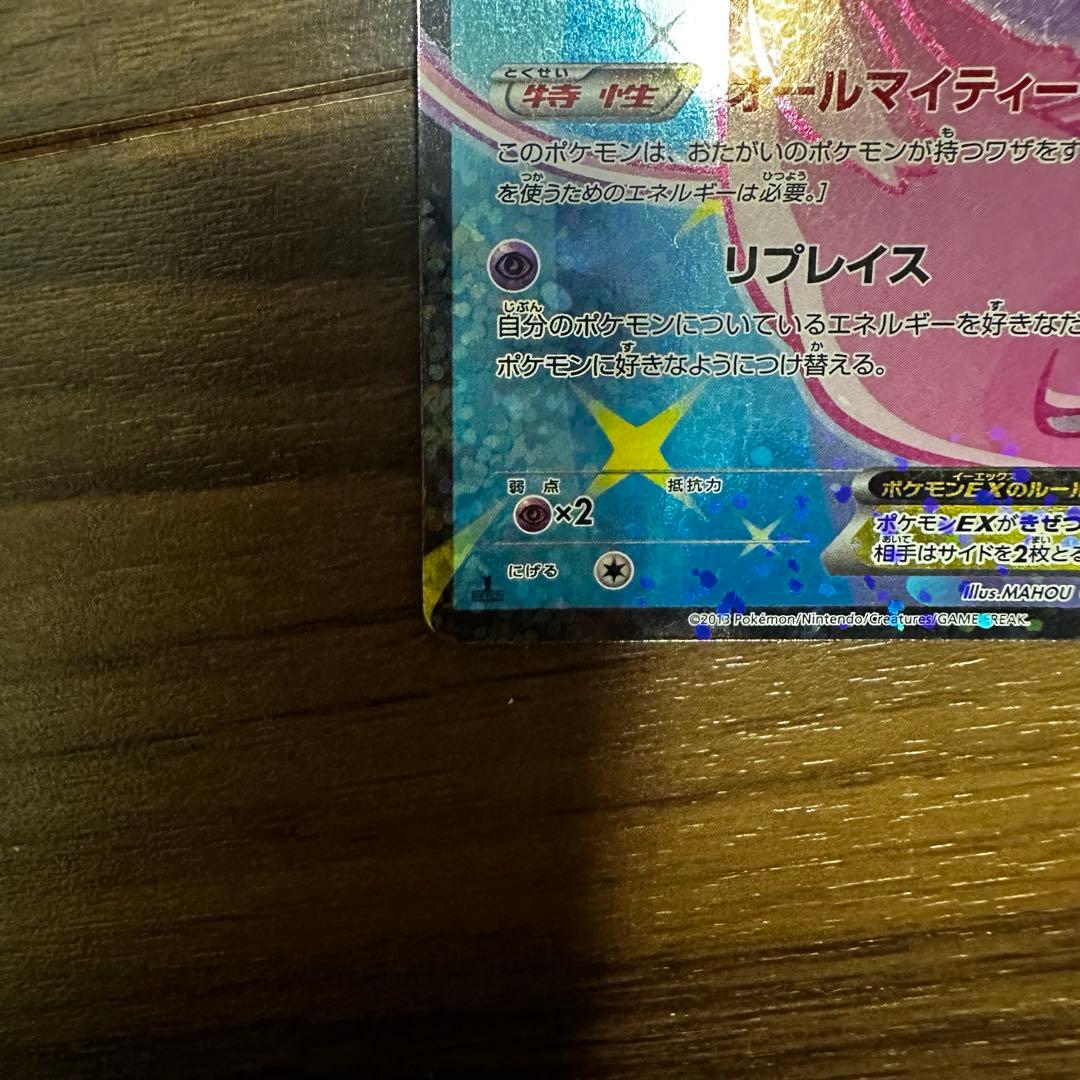 とくせい
特性 オールマイティー
このポケモンは、おたがいのポケモンが持つワザをす
を使うためのエネルギーは必要。]
リプレイス
自分のポケモンについているエネルギーを好きなだ
ポケモンに好きなようにつけ替える。
弱点 抵抗力
×2
ポケモンEXのルール
ポケモンEXがきぜつ
相手はサイドを2枚とる
にげる
illus.MAHOU
©2013 Pokémon/Nintendo/Creatures/GAME FREAK.